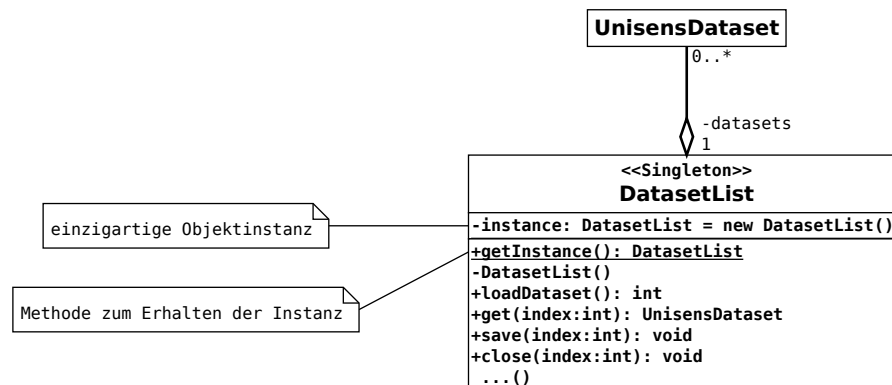 UnisensDataset
0..*
-datasets
1
<<Singleton>>
DatasetList
-instance: DatasetList = new DatasetList()
+getInstance(): DatasetList
-DatasetList()
+loadDataset(): int
+get(index:int): UnisensDataset
+save(index:int): void
+close(index:int): void
...()
einzigartige Objektinstanz
Methode zum Erhalten der Instanz